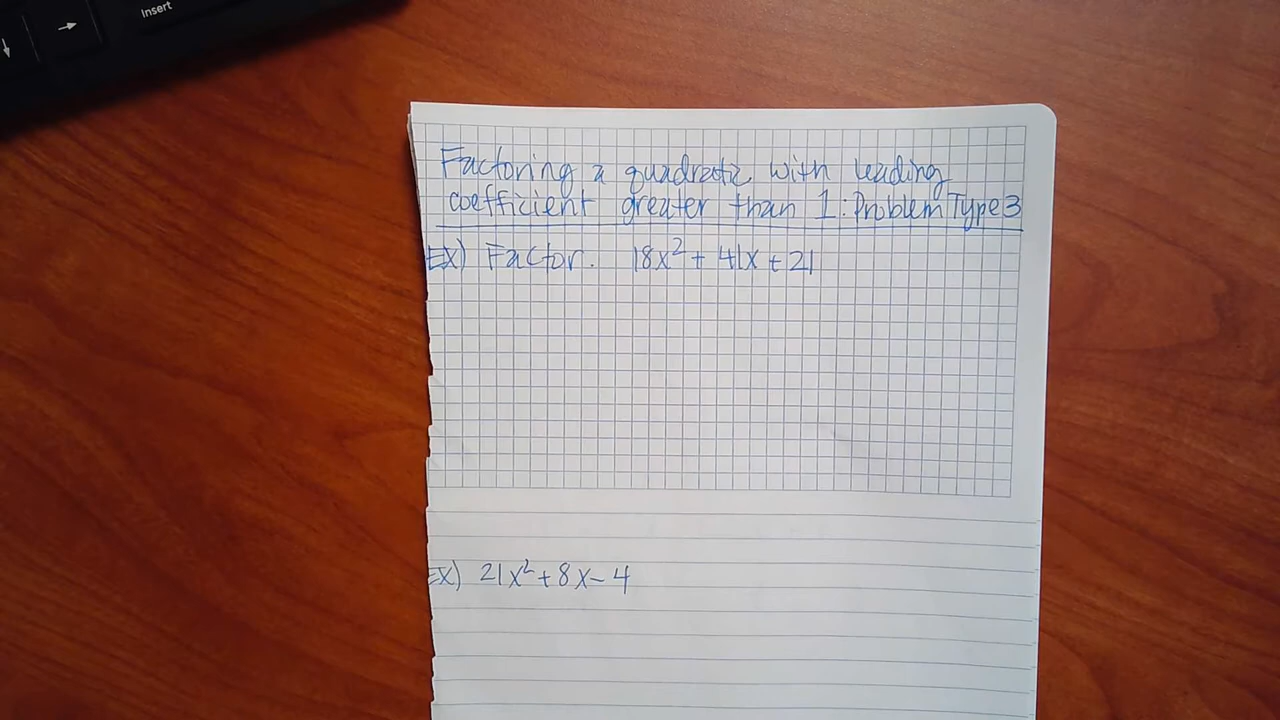 Insert
Factoring a quadratic with leading
coefficient greater than 1: Problem Type 3
EX) Factor. 18x² + 41x + 21
EX) 21x² + 8x - 4